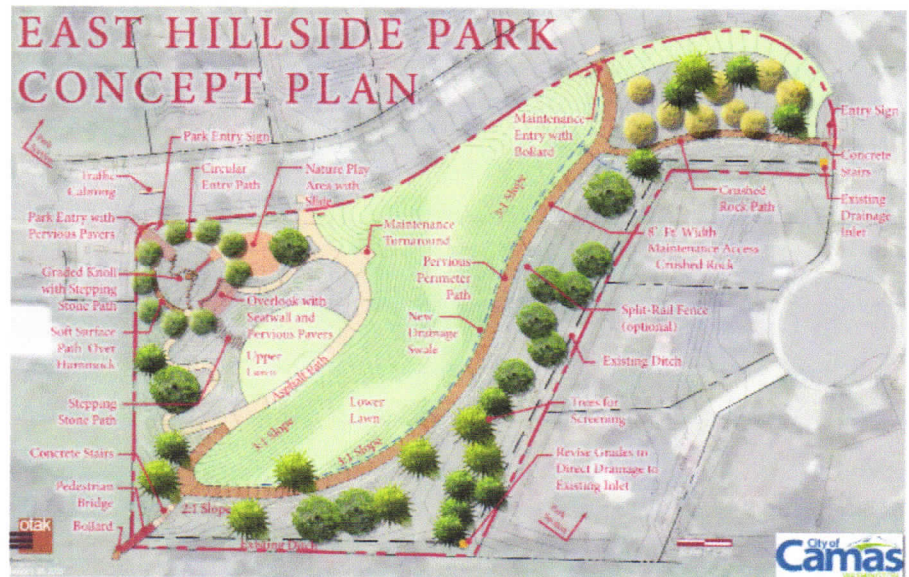 EAST HILLSIDE PARK
CONCEPT PLAN
Park Entry Sign
Traffic
Calming
Circular
Entry Path
Nature Play
Area with
Slide
Park Entry with
Pervious Pavers
Graded Knoll
with Stepping
Stone Path
Soft Surface
Path Over
Hammock
Stepping
Stone Path
Concrete Stairs
Pedestrian
Bridge
Bollard
Overlook with
Seatwall and
Pervious Pavers
Upper
Lawn
Asphalt Path
Maintenance
Turnaround
Lower
Lawn
3:1 Slope
3:1 Slope
3:1 Slope
2:1 Slope
Existing Ditch
Pervious
Perimeter
Path
New
Drainage
Swale
Maintenance
Entry with
Bollard
Entry Sign
Concrete
Stairs
Existing
Drainage
Inlet
Crushed
Rock Path
8' Ft. Width
Maintenance Access
Crushed Rock
Split-Rail Fence
(optional)
Existing Ditch
Trees for
Screening
Revise Grades to
Direct Drainage to
Existing Inlet
Park
Park
otak
City of
Camas